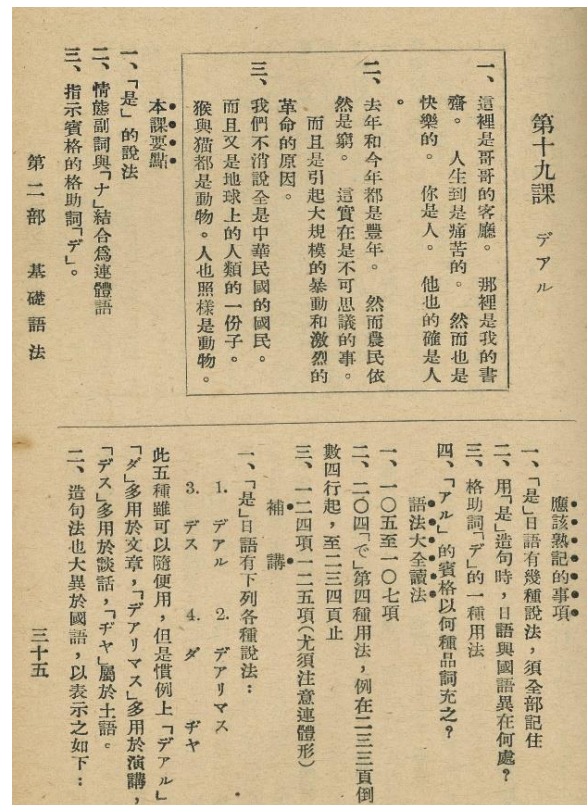 第十九課　デアル
一、這裡是哥哥的客廳。　那裡是我的書
齋。　人生到是痛苦的。　然而也是
快樂的。　你是人。　他也的確是人
。
二、去年和今年都是豐年。　然而農民依
然是窮。　這實在是不可思議的事。
而且是引起大規模的暴動和激烈的
革命的原因。
三、我們不消說全是中華民國的國民。
而且又是地球上的人類的一份子。
猴與猫都是動物。人也照樣是動物。
本課要點
一、「是」的說法
二、情態副詞與「ナ」結合爲連體語
三、指示賓格的格助詞「デ」。
第二部　基礎語法
應該熟記的事項
一、「是」日語有幾種說法，須全部記住
二、用「是」造句時，日語與國語異在何處？
三、格助詞「デ」的一種用法
四、「アル」的賓格以何種品詞充之？
語法大全讀法
一、一〇五至一〇七項
二、二〇四「で」第四種用法，例在二三三頁倒
數四行起，至二三四頁止
三、一二四項一二五項（尤須注意連體形）
補講
一、「是」日語有下列各種說法：
1. デアル　2. デアリマス
3. デス　4. ダ　ヂヤ
此五種雖可以隨便用，但是慣例上「デアル」
「ダ」多用於文章，「デアリマス」多用於演講，
「デス」多用於談話，「ヂヤ」屬於土語。
二、造句法也大異於國語，以表示之如下：
三十五